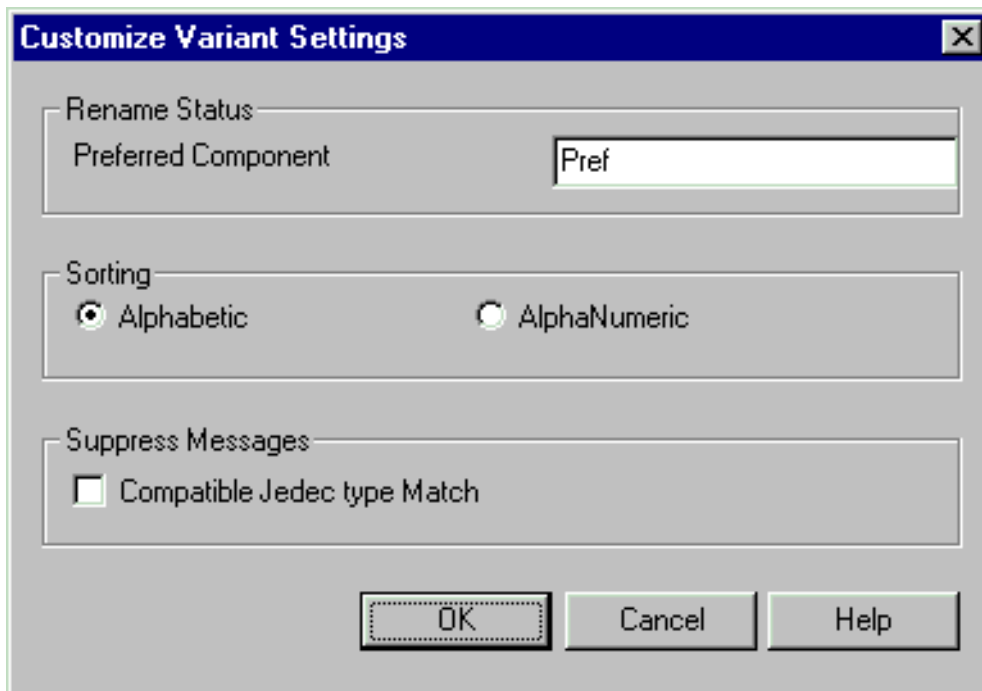 Customize Variant Settings
Rename Status
Preferred Component Pref
Sorting
Alphabetic AlphaNumeric
Suppress Messages
Compatible Jedec type Match
OK Cancel Help